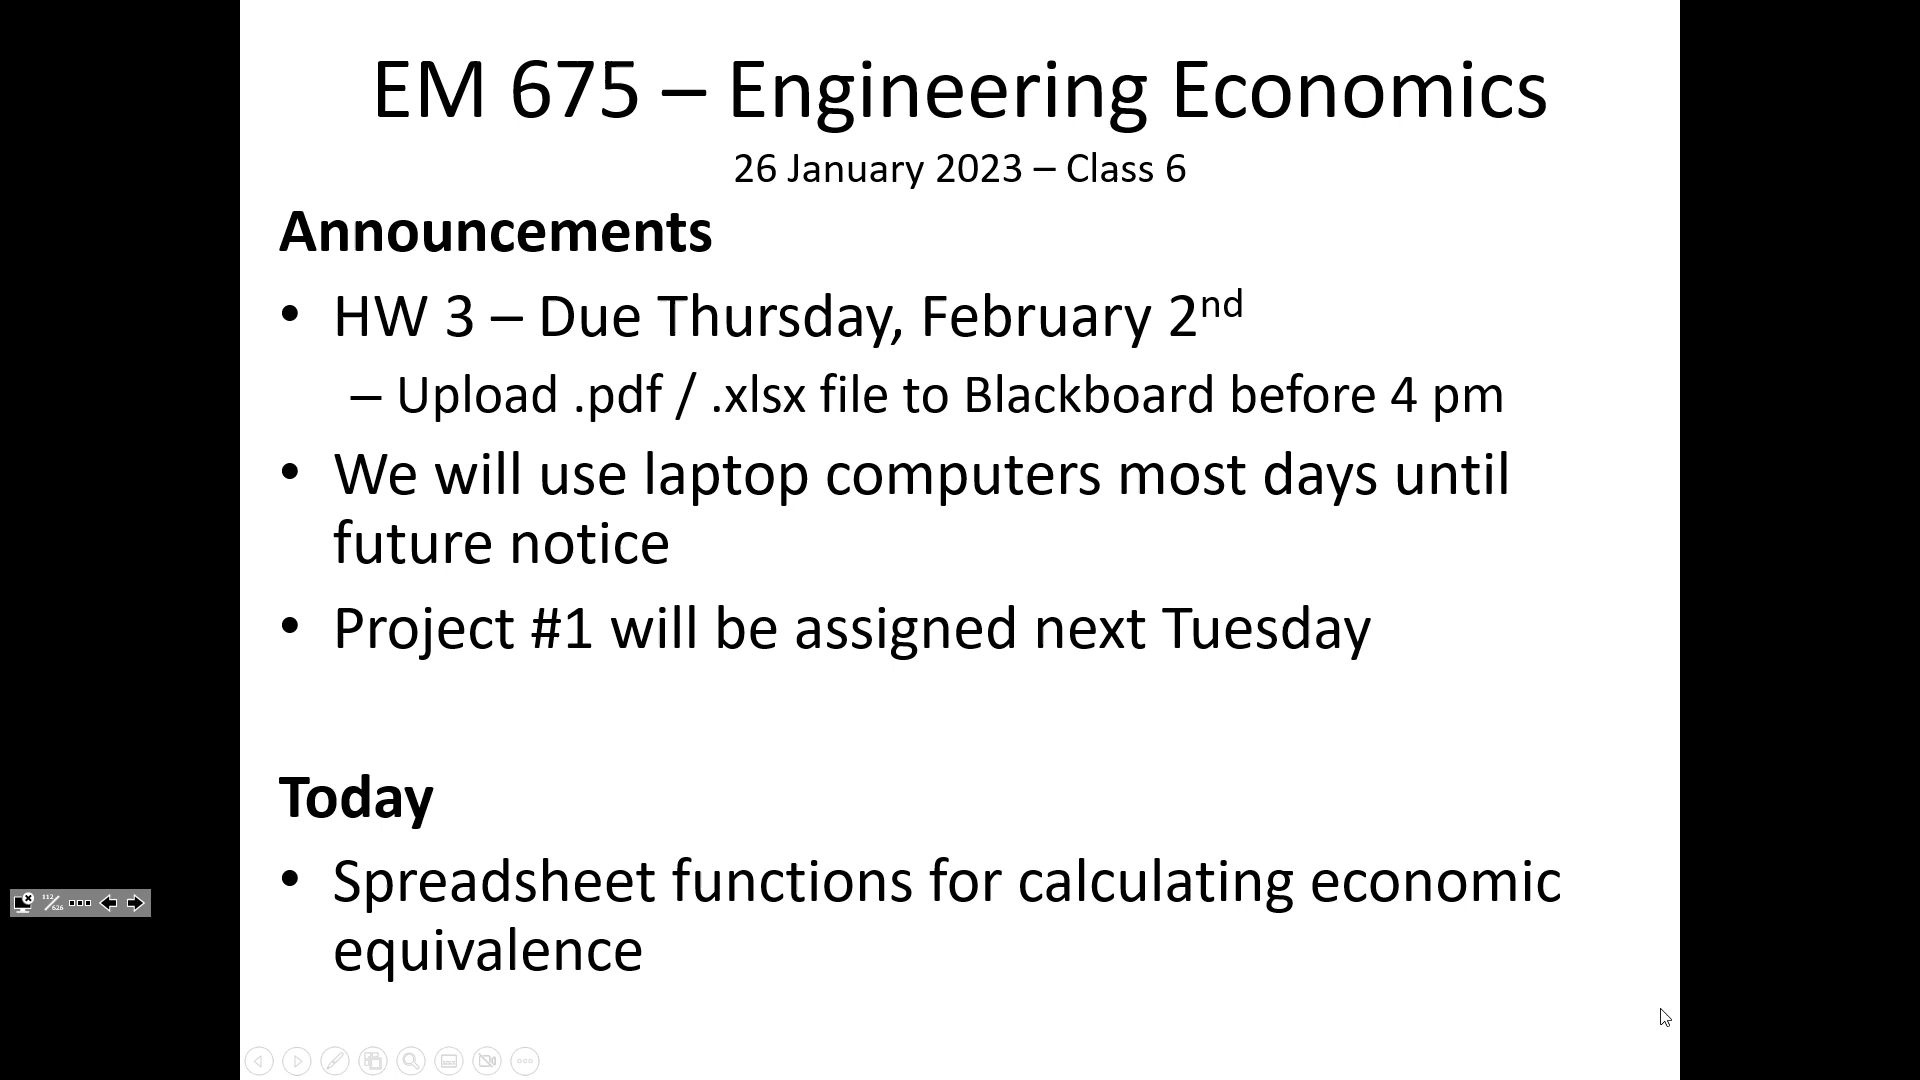 EM 675 – Engineering Economics
26 January 2023 – Class 6
Announcements
• HW 3 – Due Thursday, February 2nd
– Upload .pdf / .xlsx file to Blackboard before 4 pm
• We will use laptop computers most days until
future notice
• Project #1 will be assigned next Tuesday
Today
• Spreadsheet functions for calculating economic
equivalence
112/626